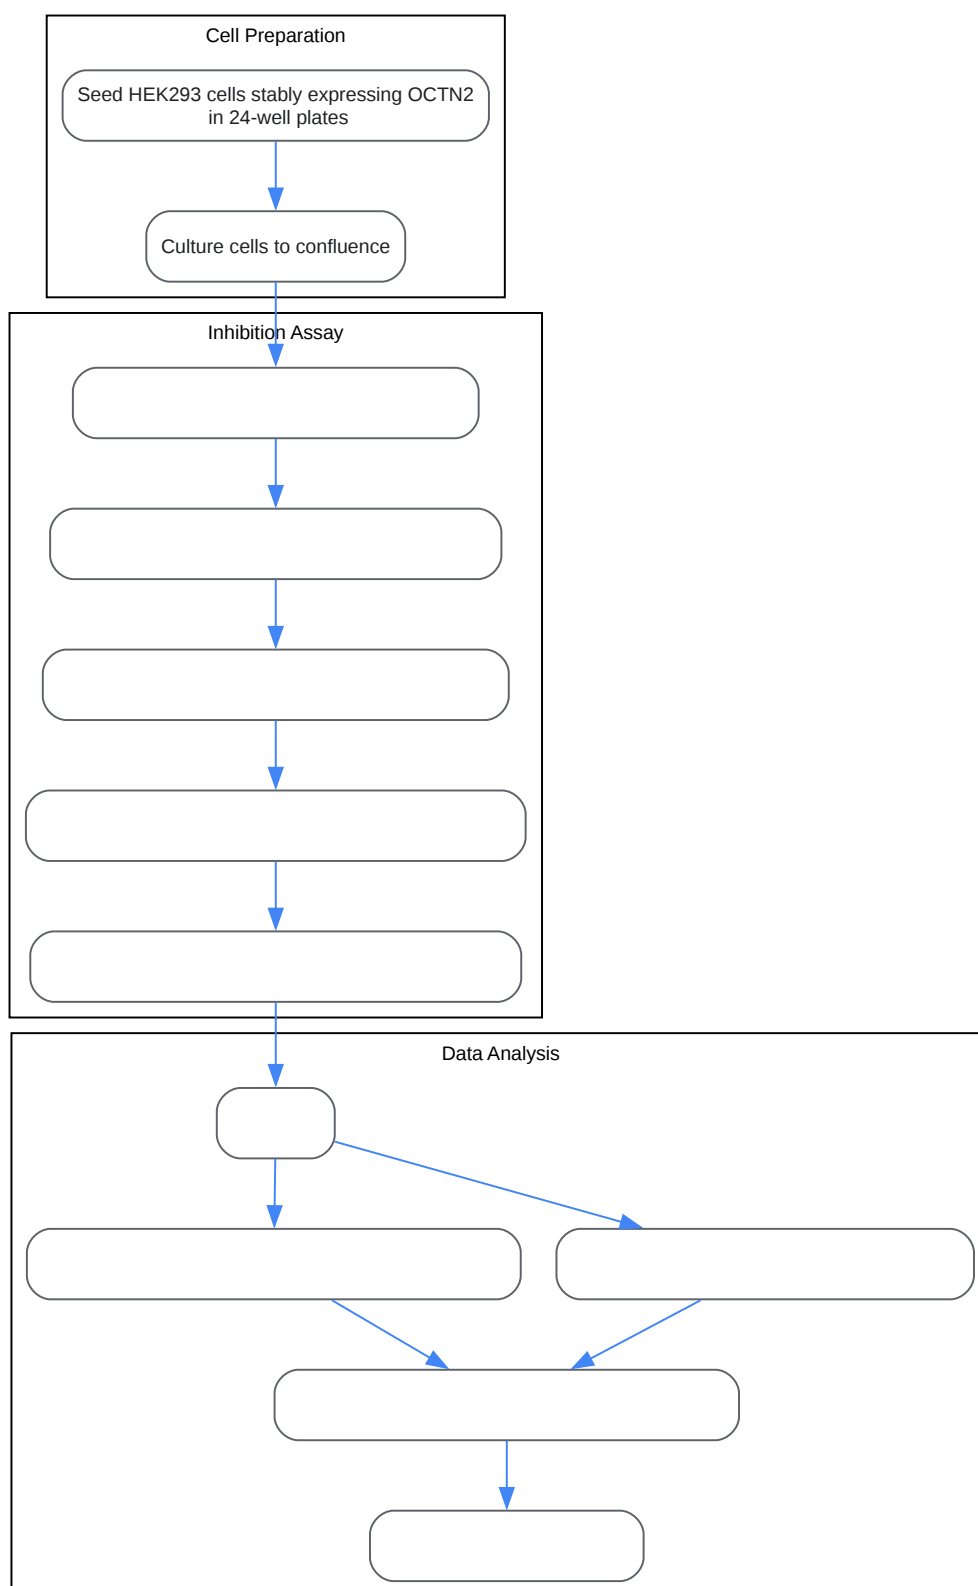 Cell Preparation
Seed HEK293 cells stably expressing OCTN2
in 24-well plates
Culture cells to confluence
Inhibition Assay
Data Analysis